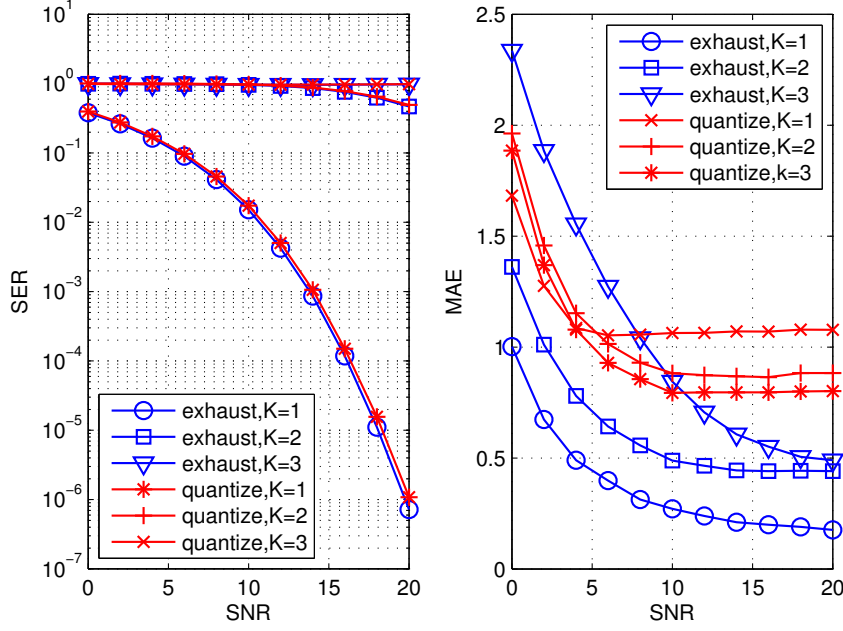 10^1
10^0
10^-1
10^-2
10^-3
10^-4
10^-5
10^-6
10^-7
SER
0 5 10 15 20
SNR
exhaust,K=1
exhaust,K=2
exhaust,K=3
quantize,K=1
quantize,K=2
quantize,K=3
2.5
2
1.5
1
0.5
0
MAE
0 5 10 15 20
SNR
exhaust,K=1
exhaust,K=2
exhaust,K=3
quantize,K=1
quantize,K=2
quantize,k=3